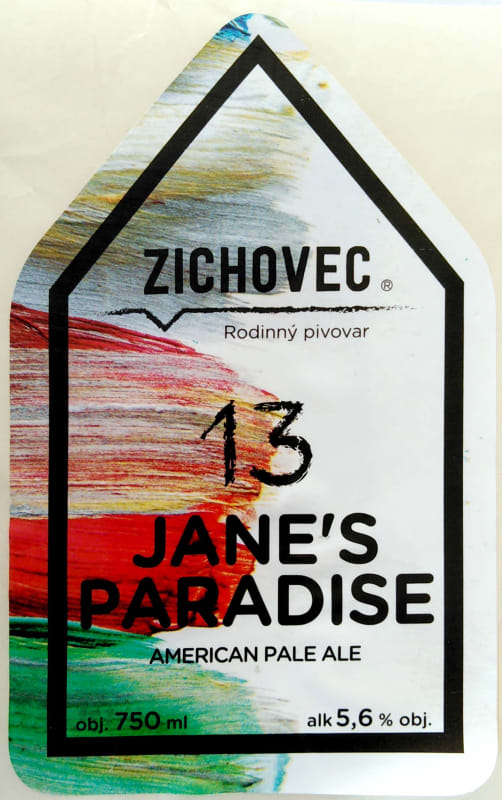 ZICHOVEC ®
Rodinný pivovar
13
JANE'S
PARADISE
AMERICAN PALE ALE
obj. 750 ml alk 5,6 % obj.